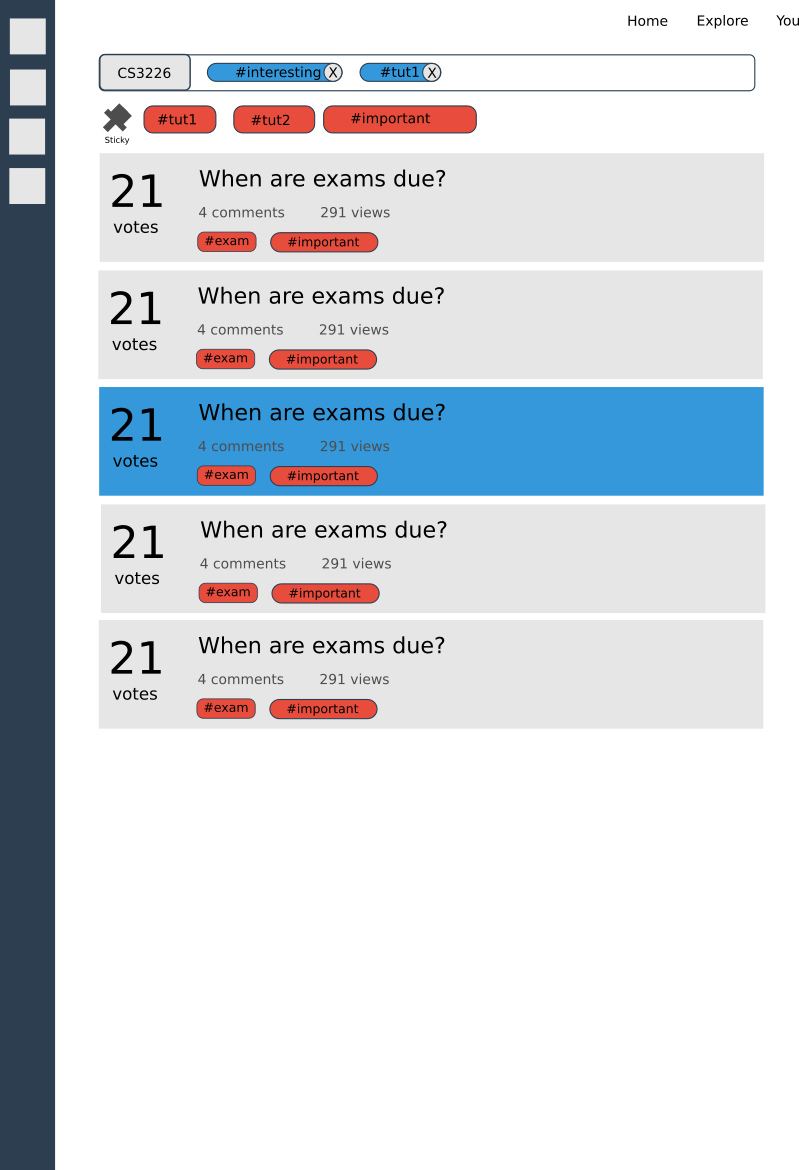 Home Explore You
CS3226 #interesting X #tut1 X
#tut1 #tut2 #important
Sticky
21 votes
When are exams due?
4 comments 291 views
#exam #important
21 votes
When are exams due?
4 comments 291 views
#exam #important
21 votes
When are exams due?
4 comments 291 views
#exam #important
21 votes
When are exams due?
4 comments 291 views
#exam #important
21 votes
When are exams due?
4 comments 291 views
#exam #important